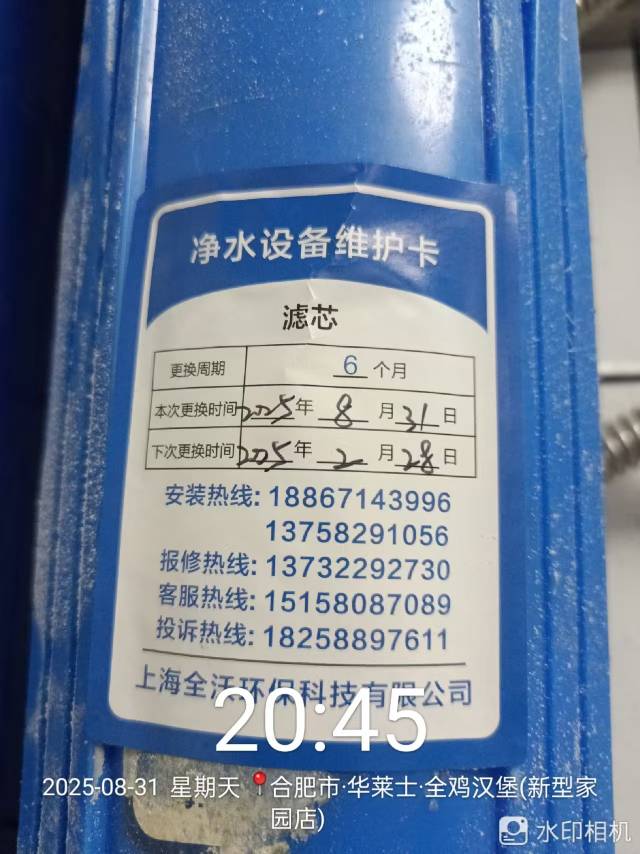 净水设备维护卡
滤芯
更换周期 6 个月
本次更换时间 2025 年 8 月 31 日
下次更换时间 2025 年 2 月 28 日
安装热线: 18867143996
13758291056
报修热线: 13732292730
客服热线: 15158087089
投诉热线: 18258897611
上海全沃环保科技有限公司
20:45
2025-08-31 星期天 合肥市·华莱士·全鸡汉堡(新型家
园店)
水印相机